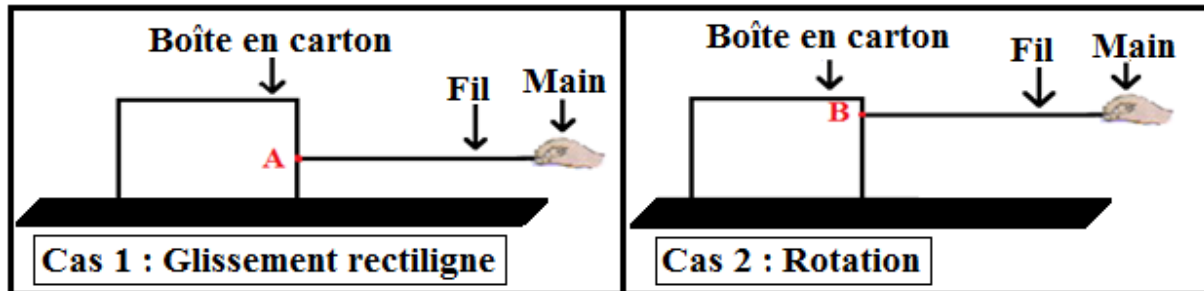 Boîte en carton
Fil
Main
A
Cas 1 : Glissement rectiligne
Boîte en carton
Fil
Main
B
Cas 2 : Rotation